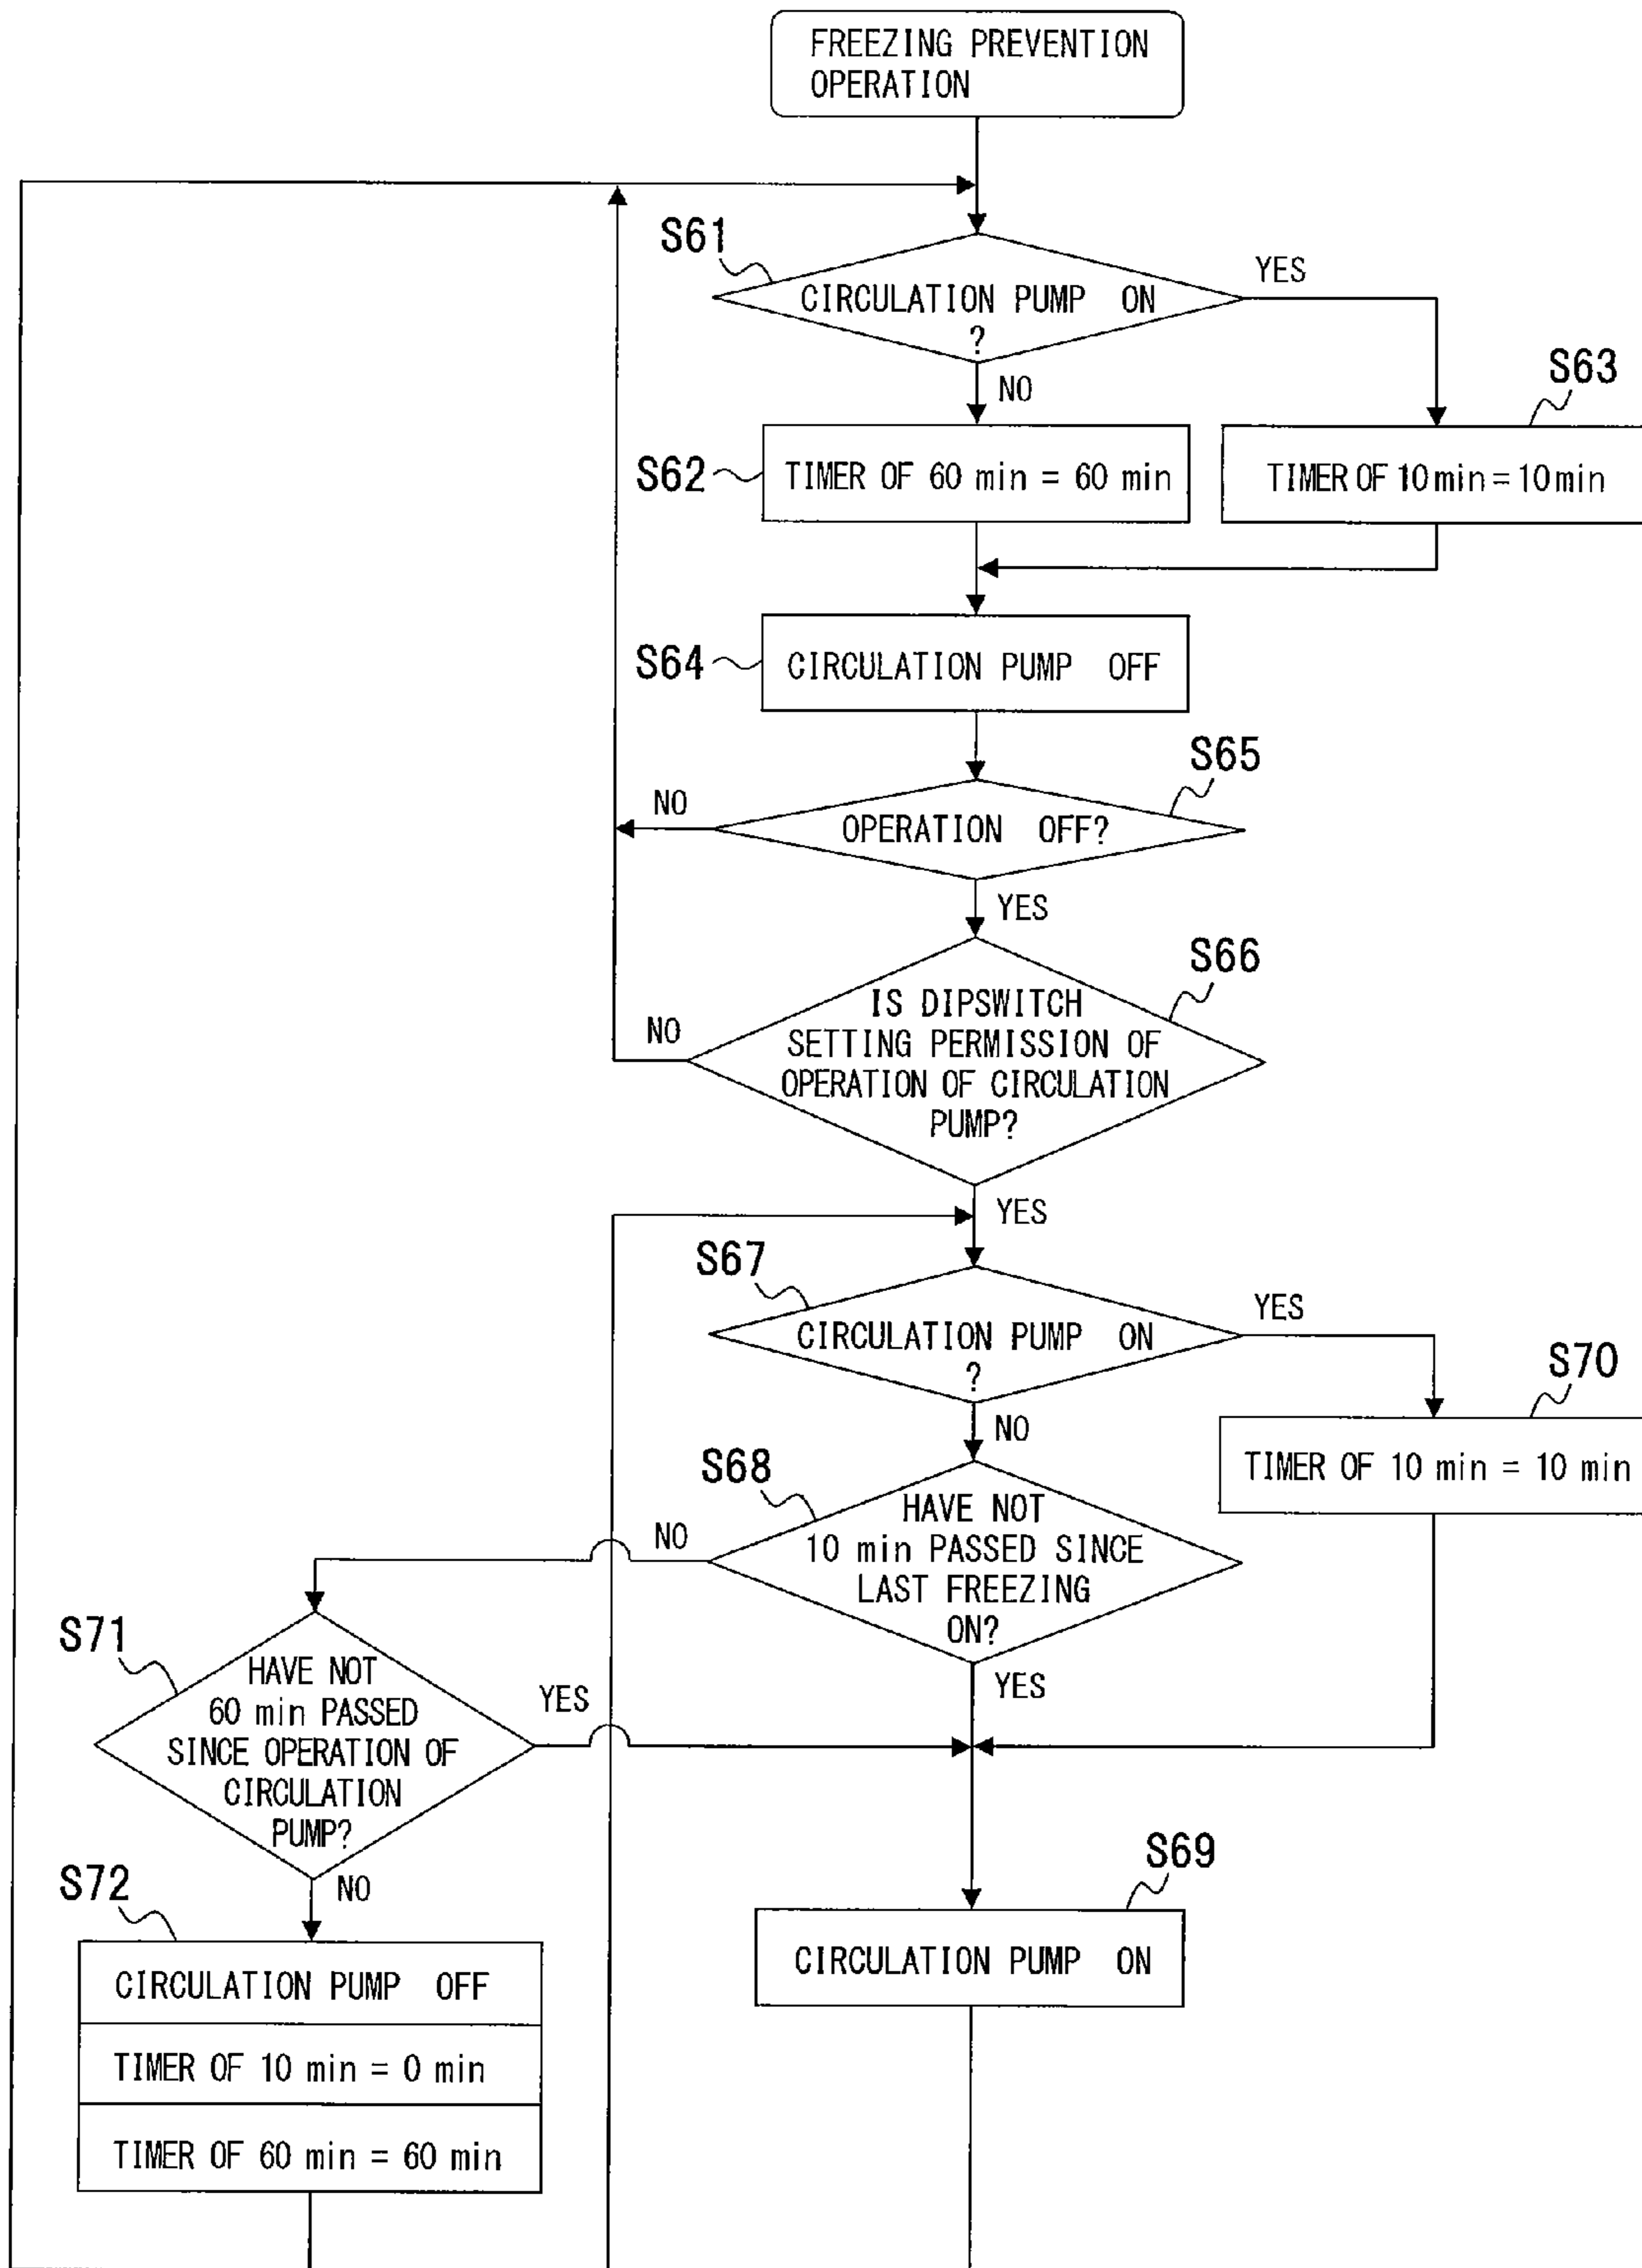 FREEZING PREVENTION
OPERATION
S61
CIRCULATION PUMP ON
?
YES
NO
S62
TIMER OF 60 min = 60 min
S63
TIMER OF 10 min = 10 min
S64
CIRCULATION PUMP OFF
S65
OPERATION OFF?
NO
YES
S66
IS DIPSWITCH
SETTING PERMISSION OF
OPERATION OF CIRCULATION
PUMP?
NO
YES
S67
CIRCULATION PUMP ON
?
YES
NO
S70
TIMER OF 10 min = 10 min
S68
HAVE NOT
10 min PASSED SINCE
LAST FREEZING
ON?
NO
YES
S71
HAVE NOT
60 min PASSED
SINCE OPERATION OF
CIRCULATION
PUMP?
YES
NO
S72
CIRCULATION PUMP OFF
TIMER OF 10 min = 0 min
TIMER OF 60 min = 60 min
S69
CIRCULATION PUMP ON